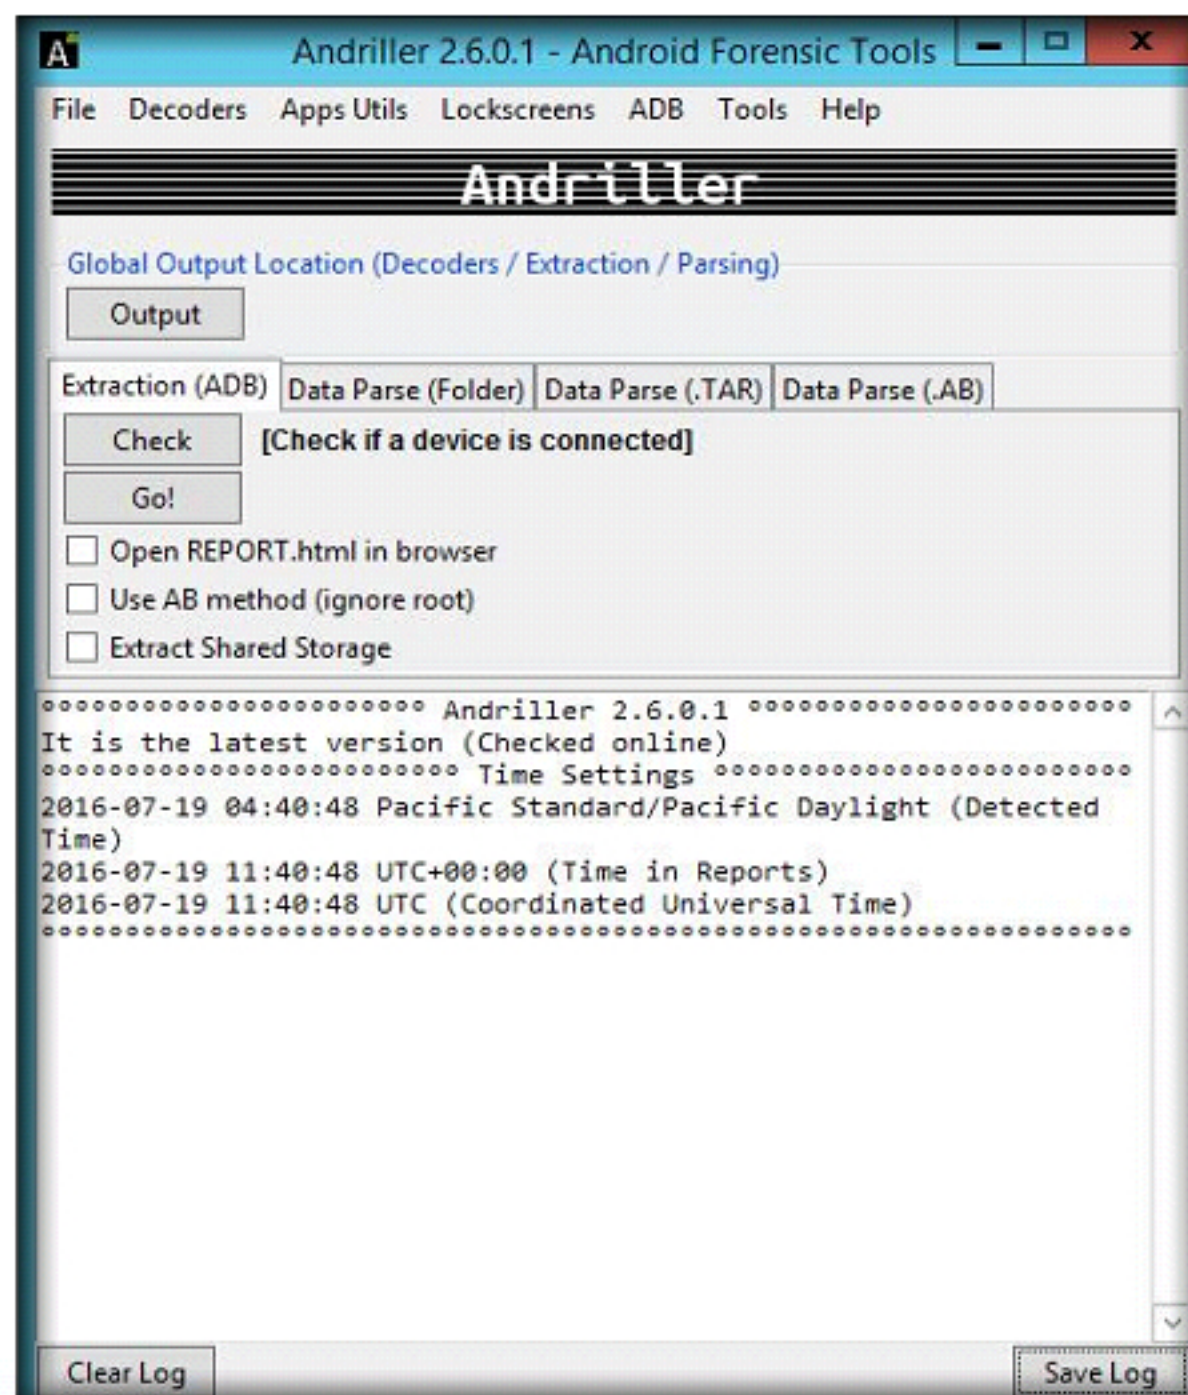 Andriller 2.6.0.1 - Android Forensic Tools
File Decoders Apps Utils Lockscreens ADB Tools Help
Andriller
Global Output Location (Decoders / Extraction / Parsing)
Output
Extraction (ADB) Data Parse (Folder) Data Parse (.TAR) Data Parse (.AB)
Check [Check if a device is connected]
Go!
Open REPORT.html in browser
Use AB method (ignore root)
Extract Shared Storage
°°°°°°°°°°°°°°°°°°°°°°° Andriller 2.6.0.1 °°°°°°°°°°°°°°°°°°°°°°°
It is the latest version (Checked online)
°°°°°°°°°°°°°°°°°°°°°°°°° Time Settings °°°°°°°°°°°°°°°°°°°°°°°°°
2016-07-19 04:40:48 Pacific Standard/Pacific Daylight (Detected
Time)
2016-07-19 11:40:48 UTC+00:00 (Time in Reports)
2016-07-19 11:40:48 UTC (Coordinated Universal Time)
°°°°°°°°°°°°°°°°°°°°°°°°°°°°°°°°°°°°°°°°°°°°°°°°°°°°°°°°°°°°°°°°°
Clear Log Save Log